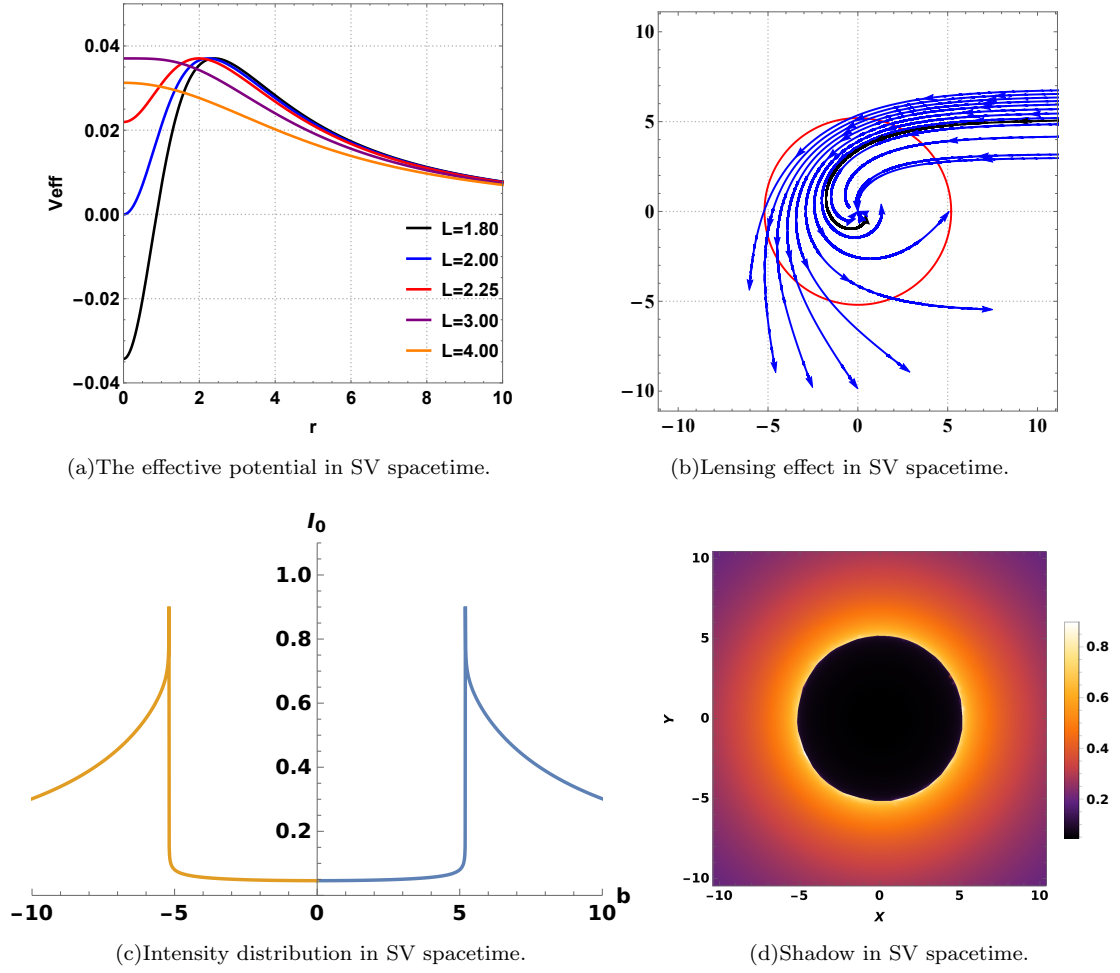 0.04
0.02
0.00
−0.02
−0.04
Veff
L=1.80
L=2.00
L=2.25
L=3.00
L=4.00
0 2 4 6 8 10
r
(a)The effective potential in SV spacetime.
10
5
0
−5
−10
−10 −5 0 5 10
(b)Lensing effect in SV spacetime.
I0
1.0
0.8
0.6
0.4
0.2
−10 −5 0 5 10
b
(c)Intensity distribution in SV spacetime.
10
5
0
−5
−10
Y
−10 −5 0 5 10
X
0.8
0.6
0.4
0.2
(d)Shadow in SV spacetime.